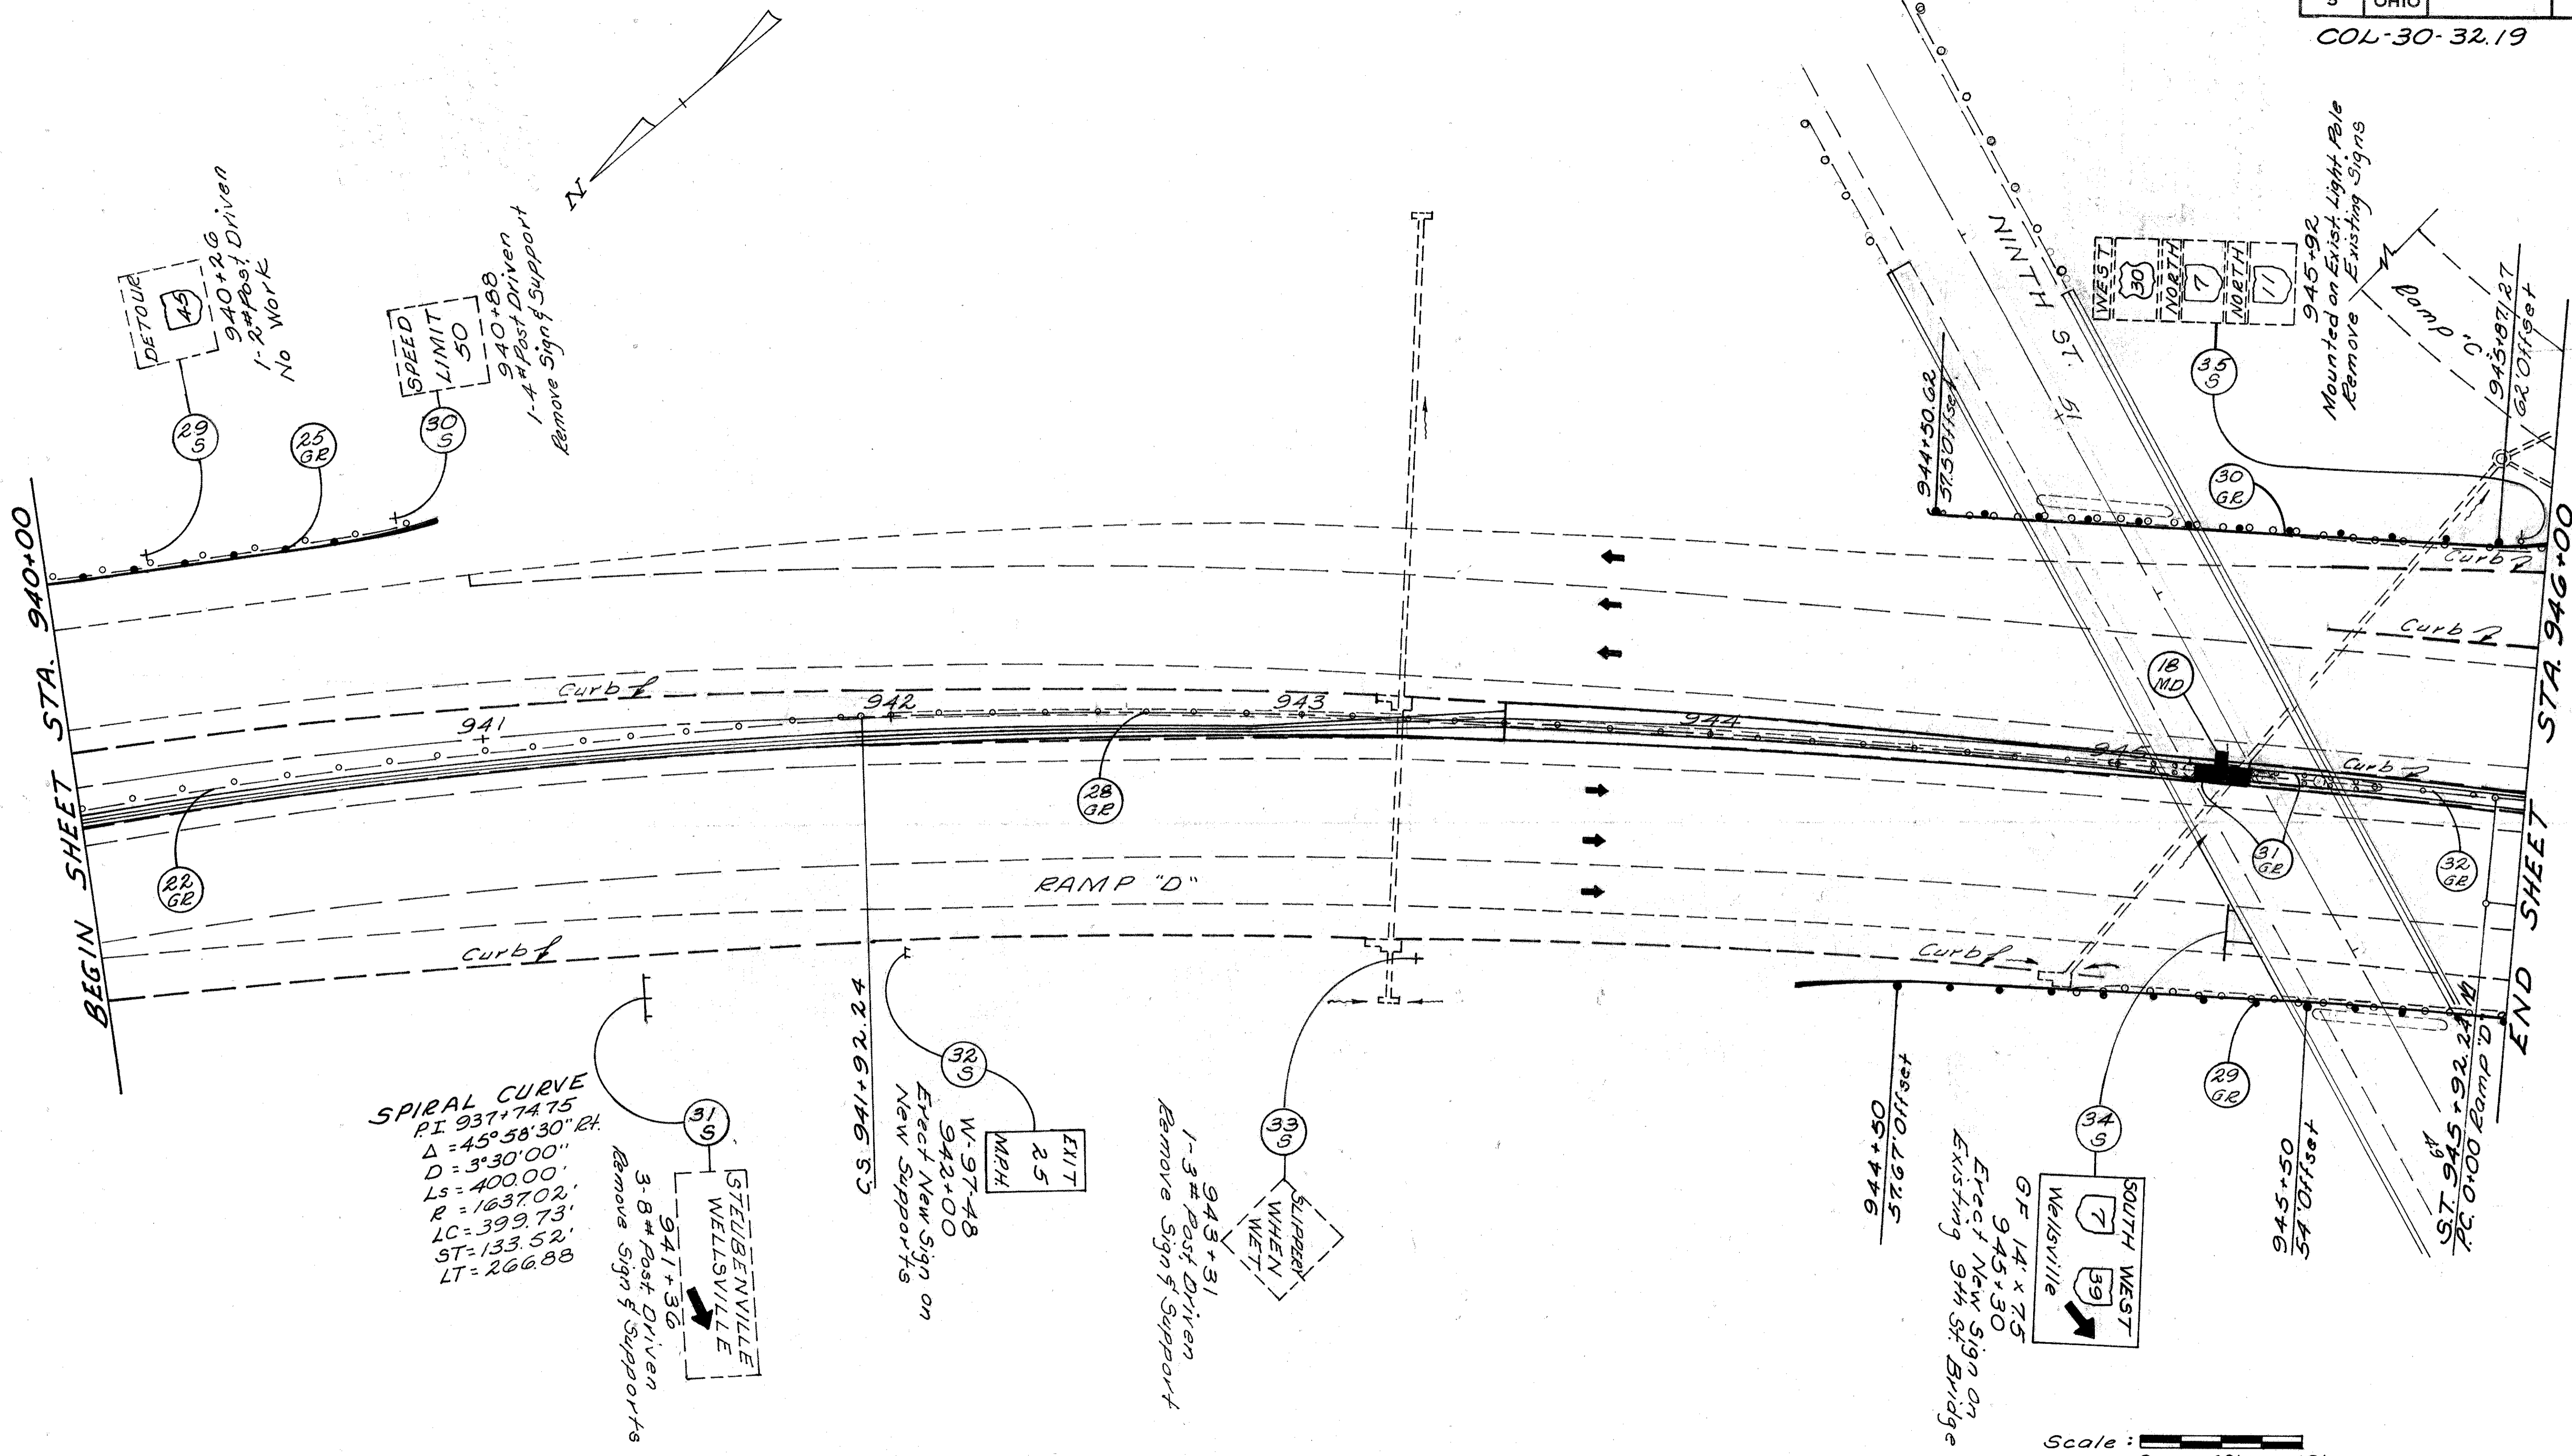 OHIO
COL-30-32.19
N
DETOUR
45
940+26
1-2# Post Driven
No Work
29
S
25
GR
SPEED
LIMIT
50
940+88
1-4# Post Driven
Remove Sign & Support
30
S
NINTH ST.
WEST
30
NORTH
7
NORTH
11
945+92
Mounted on Exist. Light Pole
Remove Existing Signs
35
S
Ramp "C"
944+50.62
57.5' Offset
945+87.27
62' Offset
30
GR
Curb
Curb
BEGIN SHEET STA. 940+00
END SHEET STA. 946+00
Curb
941
942
943
944
945
18
MD
Curb
22
GR
28
GR
31
GR
32
GR
RAMP "D"
Curb
Curb
C.S. 941+92.24
SPIRAL CURVE
P.I. 937+74.75
Δ = 45°58'30" Rt.
D = 3°30'00"
Ls = 400.00'
R = 1637.02'
LC = 399.73'
ST = 133.52'
LT = 266.88
31
S
STEUBENVILLE
WELLSVILLE
941+36
3-8# Post Driven
Remove Sign & Supports
32
S
EXIT
25
M.P.H.
W-97-48
942+00
Erect New Sign on
New Supports
33
S
SLIPPERY
WHEN
WET
943+31
1-3# Post Driven
Remove Sign & Support
944+50
57.67' Offset
34
S
SOUTH WEST
7 39
Wellsville
GF 14' x 7.5
945+30
Erect New Sign On
Existing 9th St. Bridge
29
GR
945+50
54' Offset
S.T. 945+92.24
P.C. 0+00 Ramp "D"
Scale :